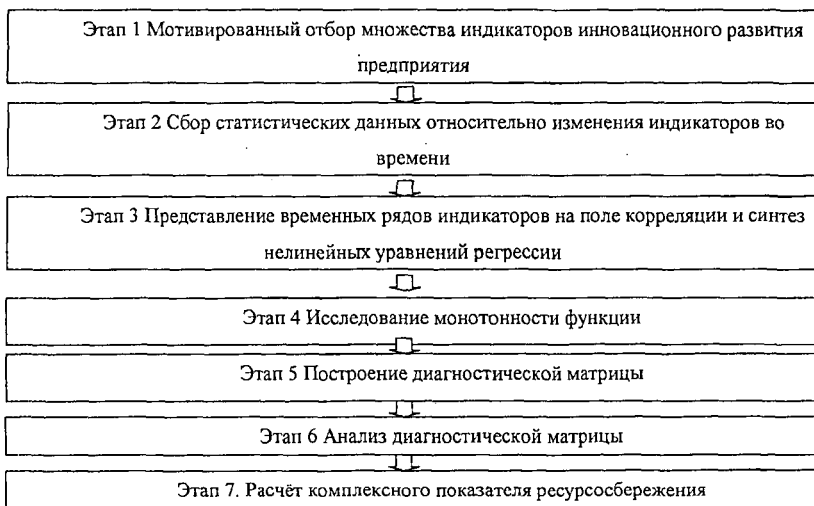 Этап 1 Мотивированный отбор множества индикаторов инновационного развития
предприятия
Этап 2 Сбор статистических данных относительно изменения индикаторов во
времени
Этап 3 Представление временных рядов индикаторов на поле корреляции и синтез
нелинейных уравнений регрессии
Этап 4 Исследование монотонности функции
Этап 5 Построение диагностической матрицы
Этап 6 Анализ диагностической матрицы
Этап 7. Расчёт комплексного показателя ресурсосбережения